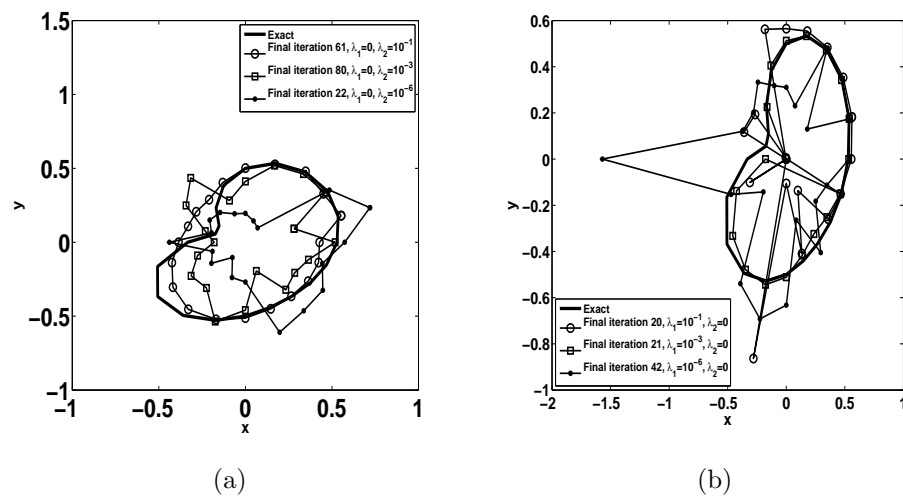 1.5
1
0.5
0
−0.5
−1
−1
−0.5
0
0.5
1
x
y
Exact
Final iteration 61, λ₁=0, λ₂=10⁻¹
Final iteration 80, λ₁=0, λ₂=10⁻³
Final iteration 22, λ₁=0, λ₂=10⁻⁶
(a)
0.6
0.4
0.2
0
−0.2
−0.4
−0.6
−0.8
−1
−2
−1.5
−1
−0.5
0
0.5
1
x
y
Exact
Final iteration 20, λ₁=10⁻¹, λ₂=0
Final iteration 21, λ₁=10⁻³, λ₂=0
Final iteration 42, λ₁=10⁻⁶, λ₂=0
(b)